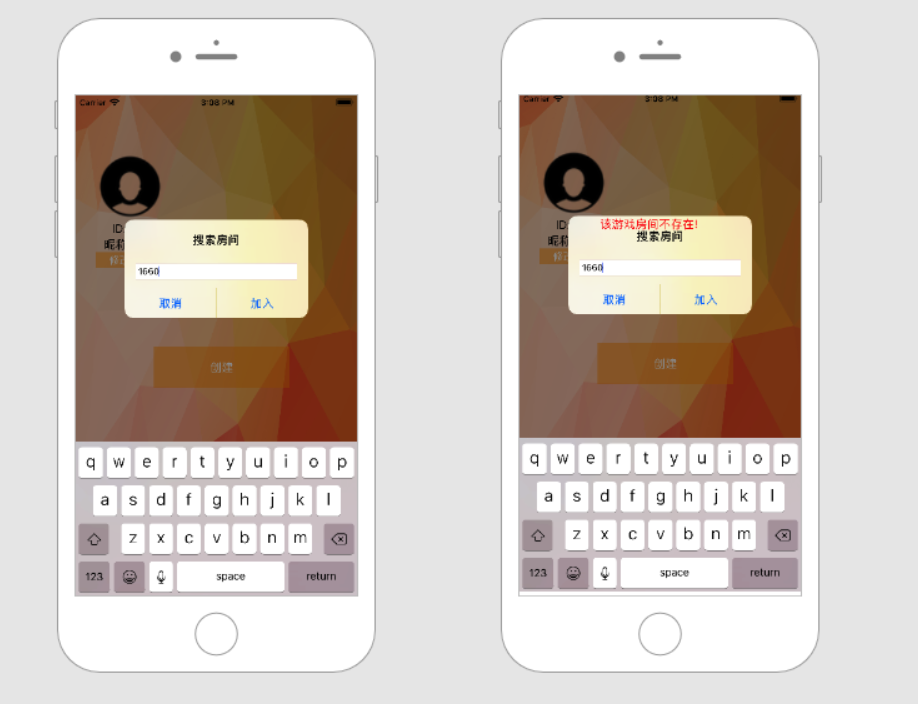 Carrier 3:08 PM
ID
昵称
搜索房间
1660
取消 加入
创建
q w e r t y u i o p
a s d f g h j k l
z x c v b n m
123 space return
Carrier 3:08 PM
该游戏房间不存在!
ID
昵称
搜索房间
1660
取消 加入
创建
q w e r t y u i o p
a s d f g h j k l
z x c v b n m
123 space return